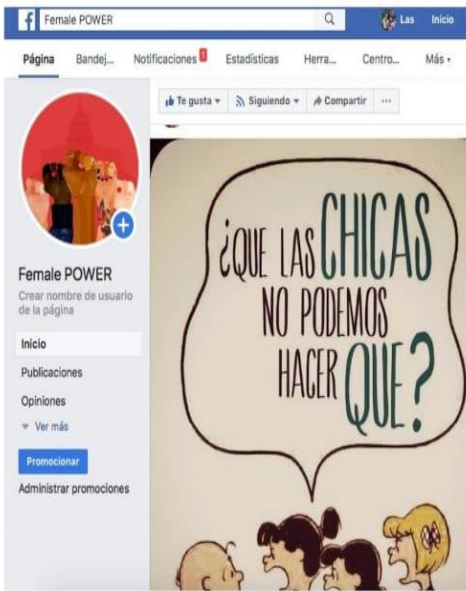 f Female POWER
Las Inicio
Página Bandej... Notificaciones 1 Estadísticas Herra... Centro... Más
Te gusta Siguiendo Compartir ...
Female POWER
Crear nombre de usuario
de la página
Inicio
Publicaciones
Opiniones
Ver más
Promocionar
Administrar promociones
¿QUE LAS CHICAS
NO PODEMOS
HACER QUE?